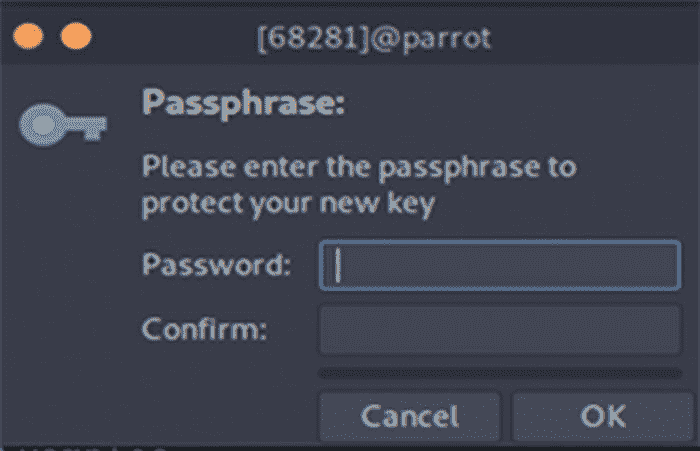 [68281]@parrot
Passphrase:
Please enter the passphrase to
protect your new key
Password:
Confirm:
Cancel OK